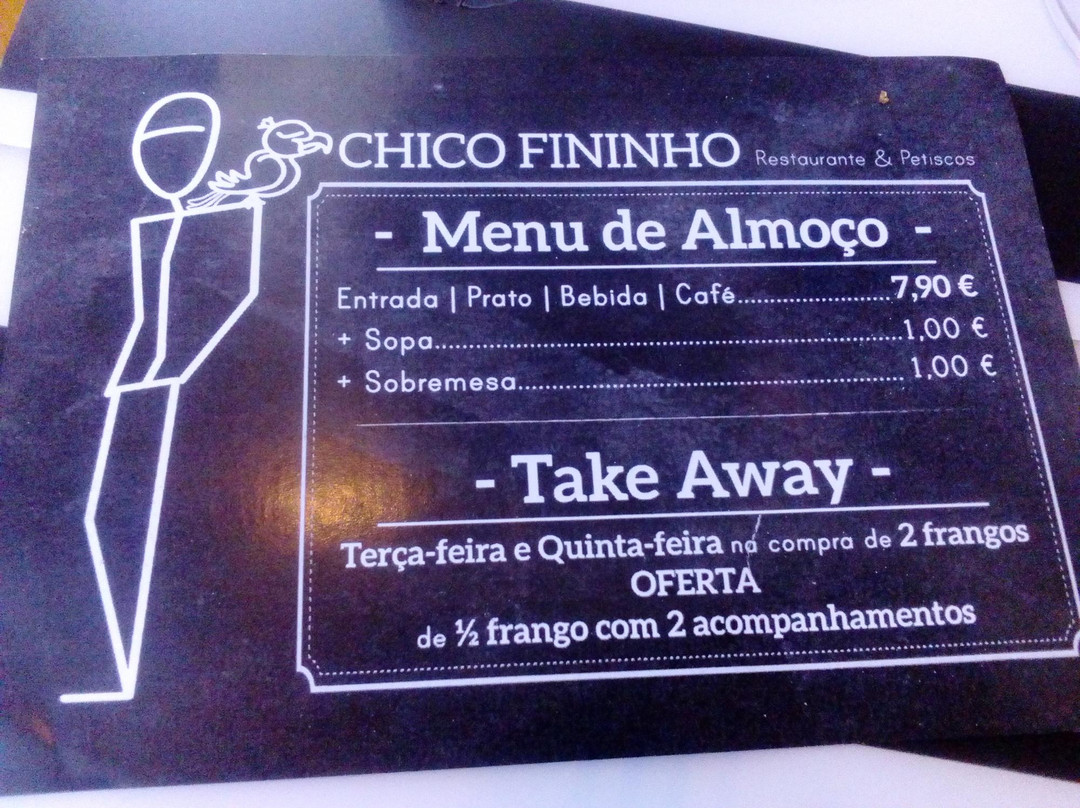 CHICO FININHO Restaurante & Petiscos
- Menu de Almoço -
Entrada | Prato | Bebida | Café........................7,90 €
+ Sopa..............................................................1,00 €
+ Sobremesa....................................................1,00 €
- Take Away -
Terça-feira e Quinta-feira na compra de 2 frangos
OFERTA
de ½ frango com 2 acompanhamentos